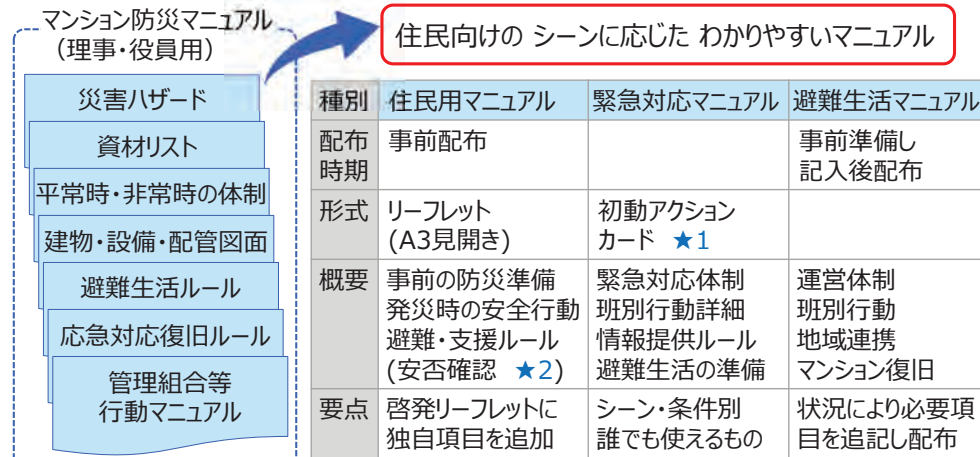 マンション防災マニュアル
(理事・役員用)
災害ハザード
資材リスト
平常時・非常時の体制
建物・設備・配管図面
避難生活ルール
応急対応復旧ルール
管理組合等
行動マニュアル
住民向けの シーンに応じた わかりやすいマニュアル
種別 住民用マニュアル 緊急対応マニュアル 避難生活マニュアル
配布 事前配布 事前準備し
時期 記入後配布
形式 リーフレット 初動アクション
(A3見開き) カード ★1
概要 事前の防災準備 緊急対応体制 運営体制
発災時の安全行動 班別行動詳細 班別行動
避難・支援ルール 情報提供ルール 地域連携
(安否確認 ★2) 避難生活の準備 マンション復旧
要点 啓発リーフレットに シーン・条件別 状況により必要項
独自項目を追加 誰でも使えるもの 目を追記し配布